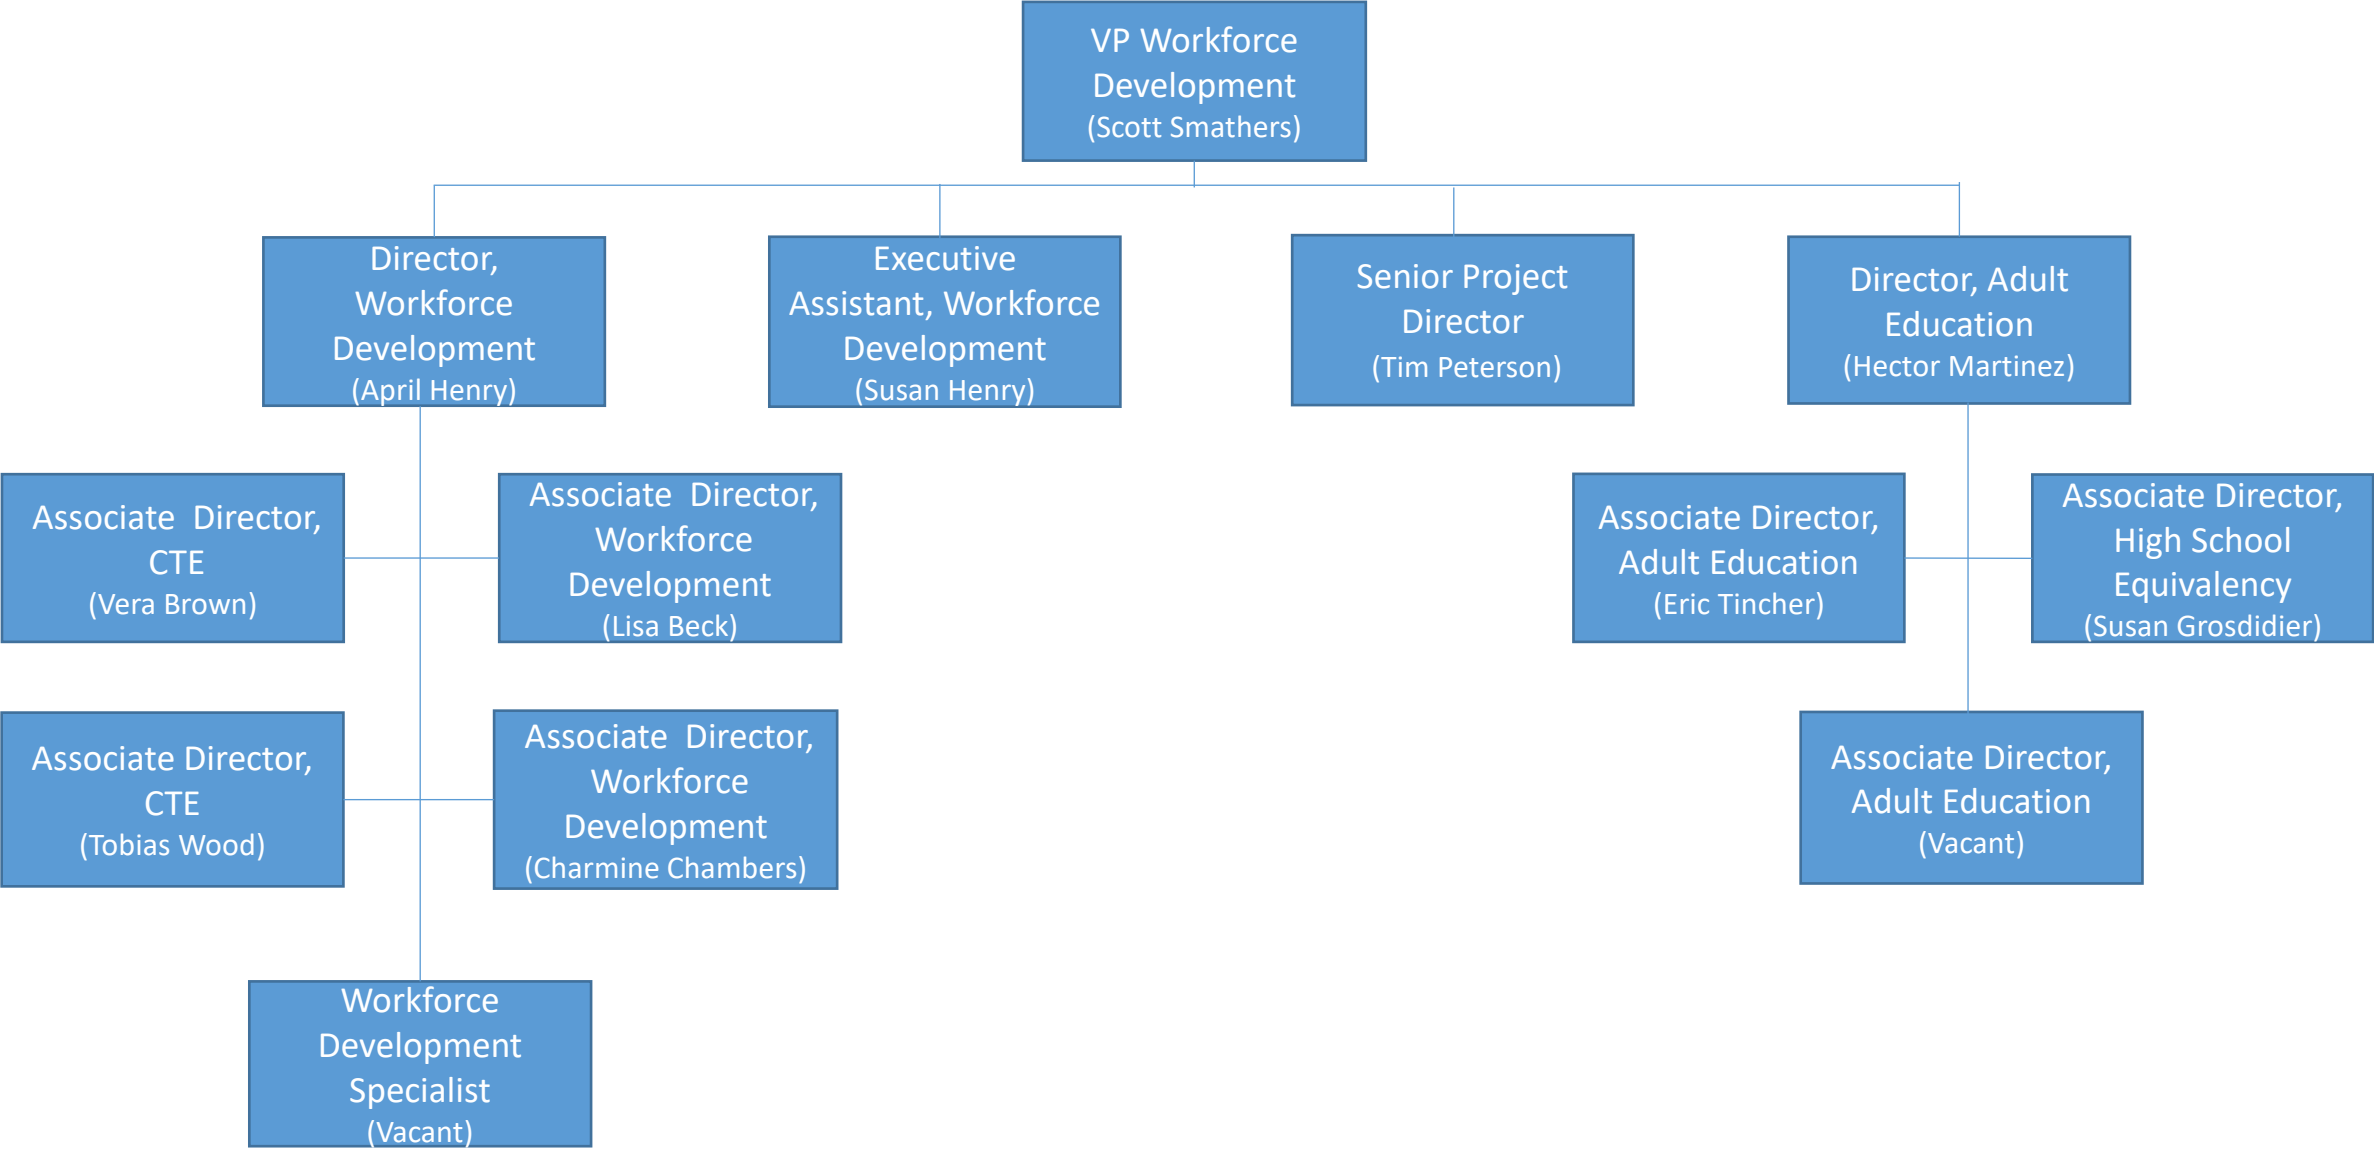 VP Workforce
Development
(Scott Smathers)
Director,
Workforce
Development
(April Henry)
Executive
Assistant, Workforce
Development
(Susan Henry)
Senior Project
Director
(Tim Peterson)
Director, Adult
Education
(Hector Martinez)
Associate  Director,
CTE
(Vera Brown)
Associate  Director,
Workforce
Development
(Lisa Beck)
Associate Director,
Adult Education
(Eric Tincher)
Associate Director,
High School
Equivalency
(Susan Grosdidier)
Associate Director,
CTE
(Tobias Wood)
Associate  Director,
Workforce
Development
(Charmine Chambers)
Associate Director,
Adult Education
(Vacant)
Workforce
Development
Specialist
(Vacant)